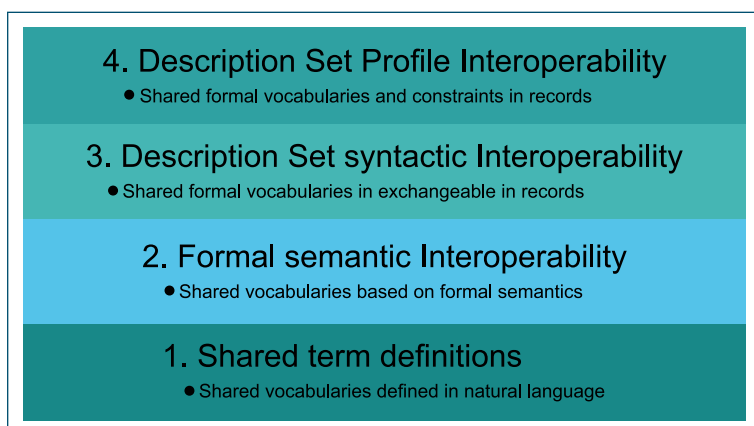 4. Description Set Profile Interoperability
● Shared formal vocabularies and constraints in records
3. Description Set syntactic Interoperability
● Shared formal vocabularies in exchangeable in records
2. Formal semantic Interoperability
● Shared vocabularies based on formal semantics
1. Shared term definitions
● Shared vocabularies defined in natural language